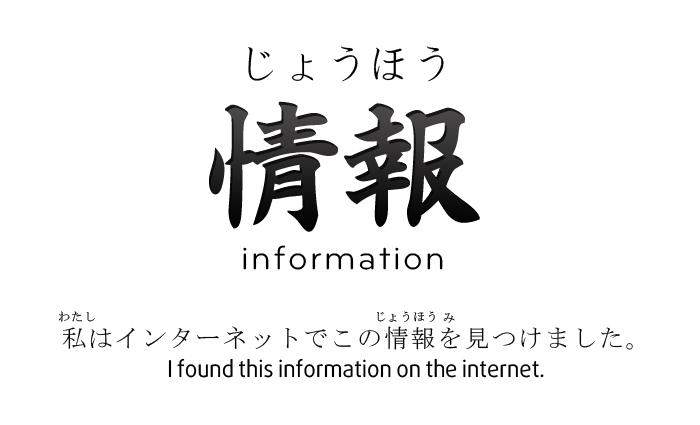 じょうほう
情報
information
わたし じょうほう み
私はインターネットでこの情報を見つけました。
I found this information on the internet.